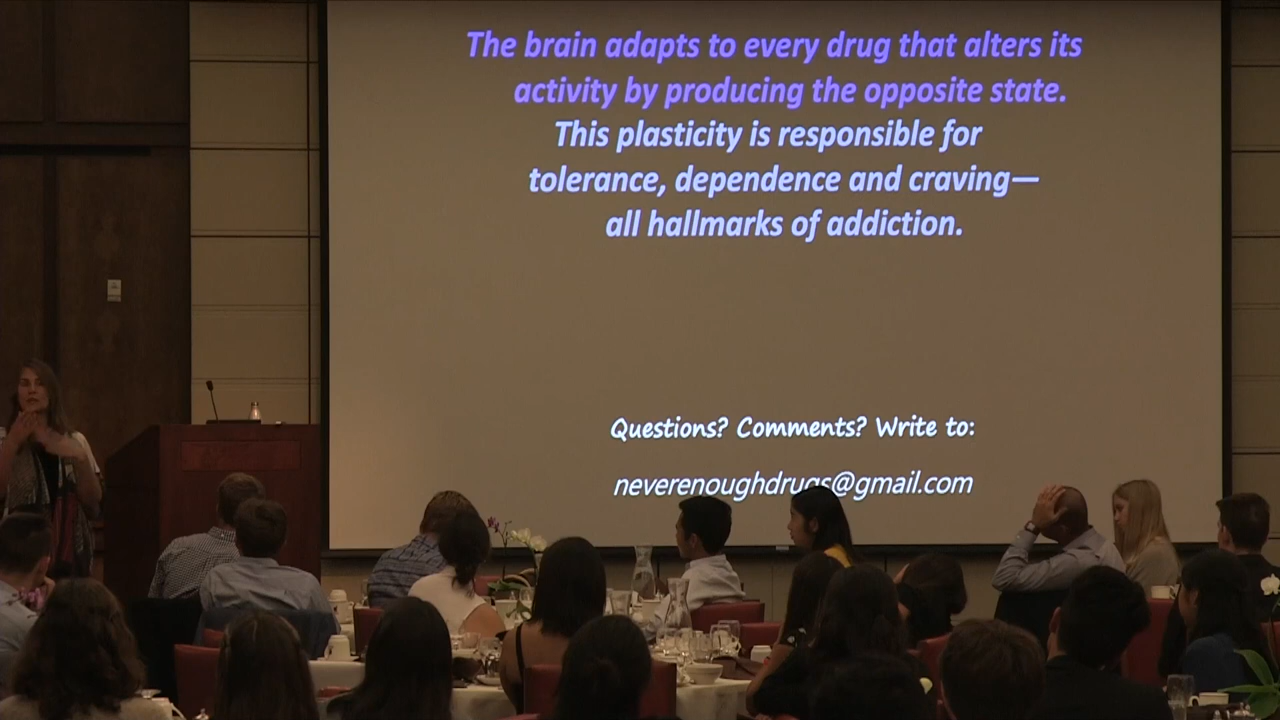 The brain adapts to every drug that alters its
activity by producing the opposite state.
This plasticity is responsible for
tolerance, dependence and craving—
all hallmarks of addiction.
Questions? Comments? Write to:
neverenoughdrugs@gmail.com